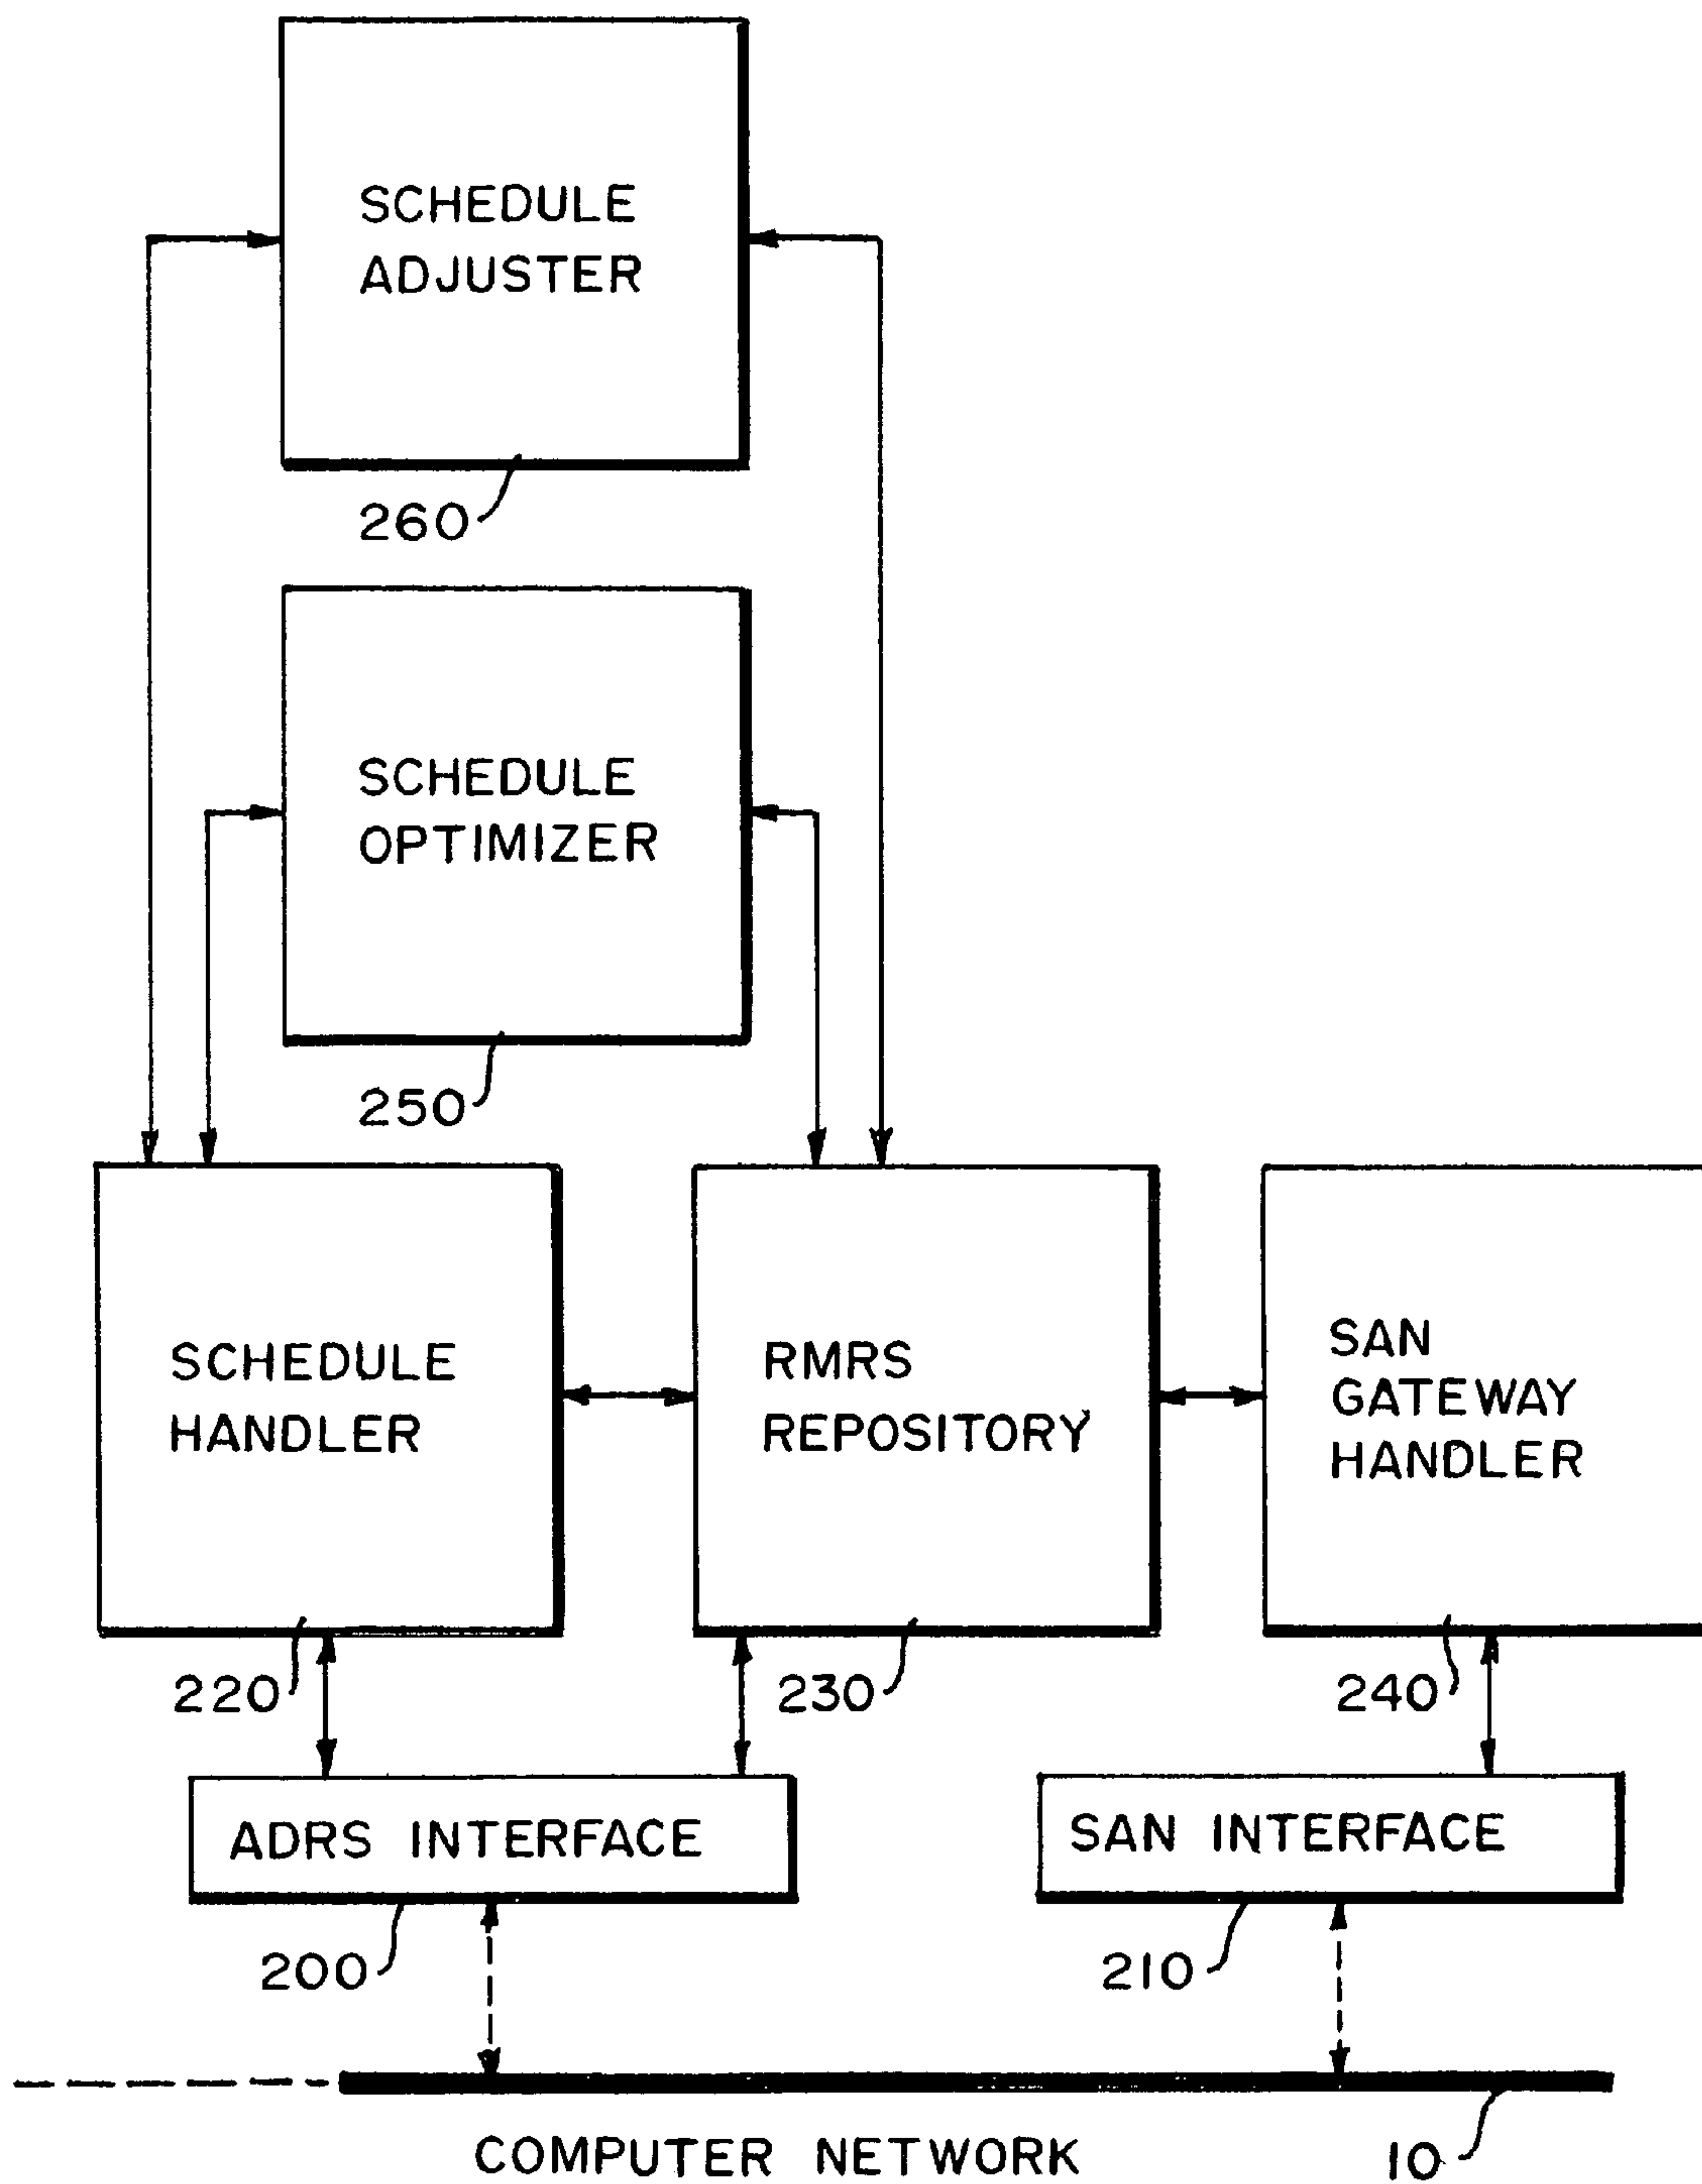 SCHEDULE
ADJUSTER
260
SCHEDULE
OPTIMIZER
250
SCHEDULE
HANDLER
220
RMRS
REPOSITORY
230
SAN
GATEWAY
HANDLER
240
ADRS INTERFACE
200
SAN INTERFACE
210
COMPUTER NETWORK
10